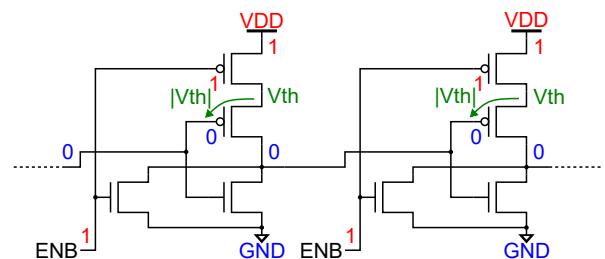 VDD VDD
1 1
1 1
|Vth| Vth |Vth| Vth
0 0
0 0 0
1 1
ENB GND ENB GND